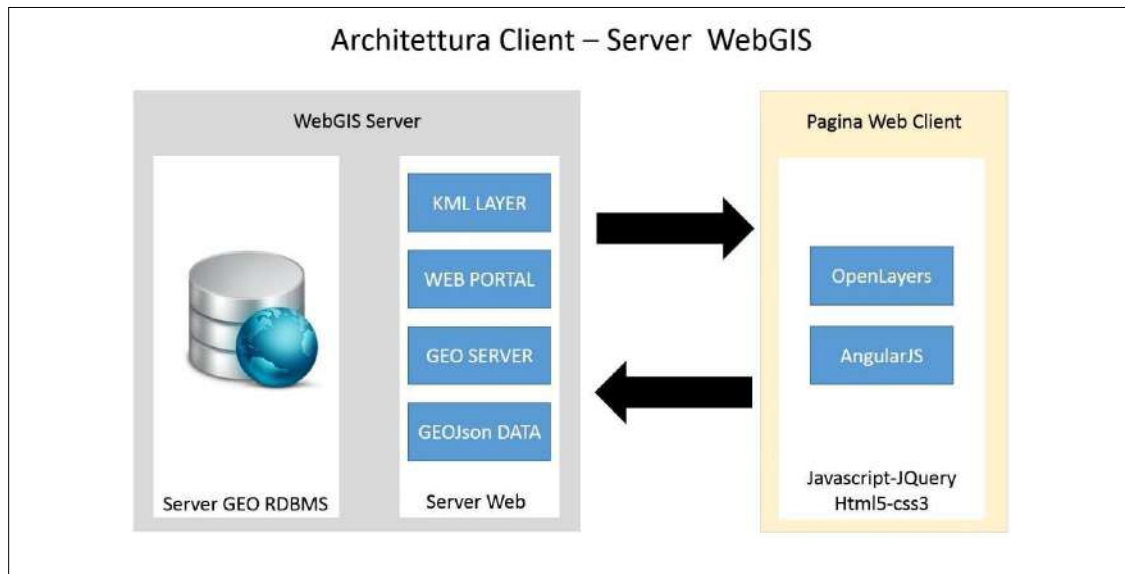 Architettura Client – Server WebGIS
WebGIS Server
Server GEO RDBMS
KML LAYER
WEB PORTAL
GEO SERVER
GEOJson DATA
Server Web
Pagina Web Client
OpenLayers
AngularJS
Javascript-JQuery
Html5-css3